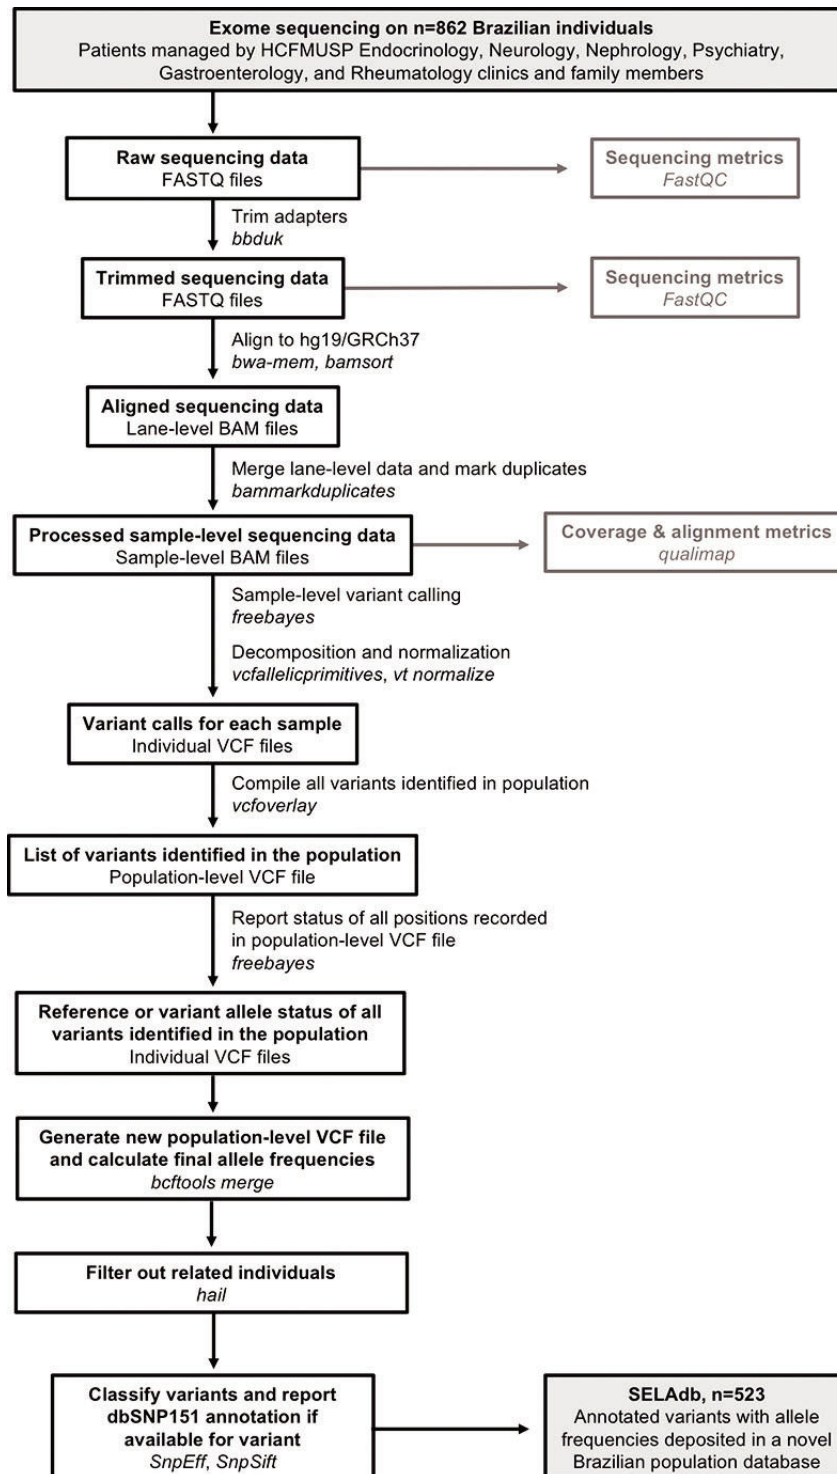 Exome sequencing on n=862 Brazilian individuals
Patients managed by HCFMUSP Endocrinology, Neurology, Nephrology, Psychiatry,
Gastroenterology, and Rheumatology clinics and family members
Raw sequencing data
FASTQ files
Sequencing metrics
FastQC
Trim adapters
bbduk
Trimmed sequencing data
FASTQ files
Sequencing metrics
FastQC
Align to hg19/GRCh37
bwa-mem, bamsort
Aligned sequencing data
Lane-level BAM files
Merge lane-level data and mark duplicates
bammarkduplicates
Processed sample-level sequencing data
Sample-level BAM files
Coverage & alignment metrics
qualimap
Sample-level variant calling
freebayes
Decomposition and normalization
vcfallelicprimitives, vt normalize
Variant calls for each sample
Individual VCF files
Compile all variants identified in population
vcfoverlay
List of variants identified in the population
Population-level VCF file
Report status of all positions recorded
in population-level VCF file
freebayes
Reference or variant allele status of all
variants identified in the population
Individual VCF files
Generate new population-level VCF file
and calculate final allele frequencies
bcftools merge
Filter out related individuals
hail
Classify variants and report
dbSNP151 annotation if
available for variant
SnpEff, SnpSift
SELAdb, n=523
Annotated variants with allele
frequencies deposited in a novel
Brazilian population database